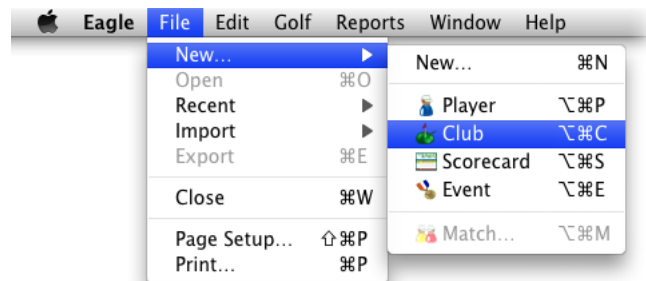 Eagle File Edit Golf Reports Window Help
New...
Open ⌘O
Recent
Import
Export ⌘E
Close ⌘W
Page Setup... ⇧⌘P
Print... ⌘P
New... ⌘N
Player ⌥⌘P
Club ⌥⌘C
Scorecard ⌥⌘S
Event ⌥⌘E
Match... ⌥⌘M